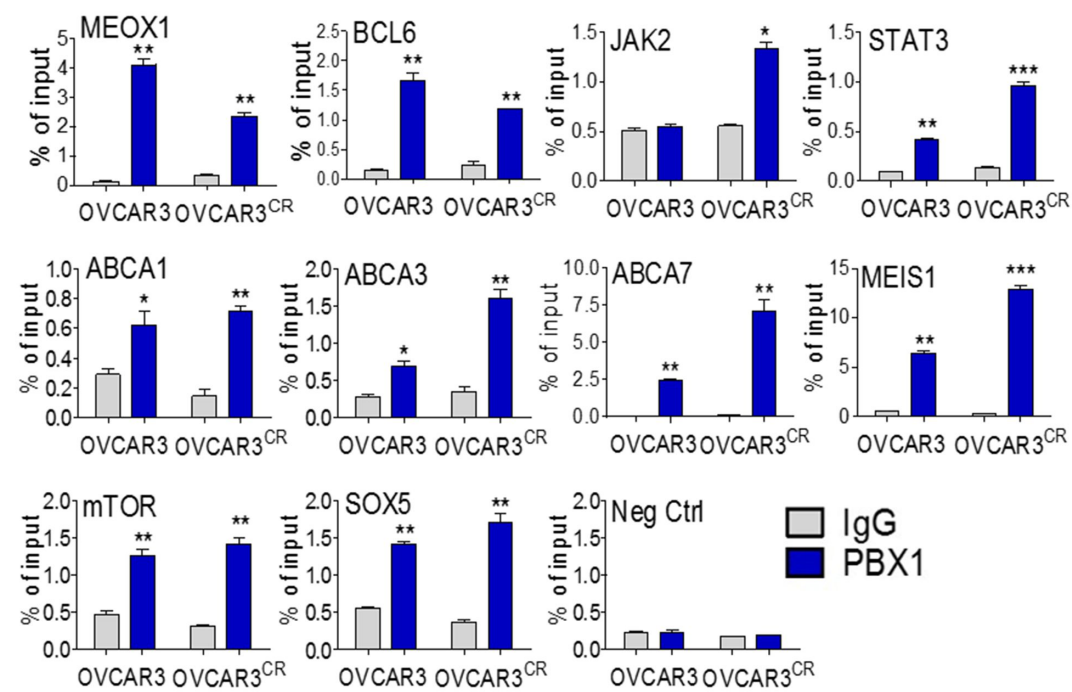 MEOX1
% of input
5
4
3
2
1
0
**
**
OVCAR3 OVCAR3CR
BCL6
% of input
2.5
2.0
1.5
1.0
0.5
0.0
**
**
OVCAR3 OVCAR3CR
JAK2
% of input
1.5
1.0
0.5
0.0
*
OVCAR3 OVCAR3CR
STAT3
% of input
1.5
1.0
0.5
0.0
**
***
OVCAR3 OVCAR3CR
ABCA1
% of input
1.0
0.8
0.6
0.4
0.2
0.0
*
**
OVCAR3 OVCAR3CR
ABCA3
% of input
2.0
1.5
1.0
0.5
0.0
*
**
OVCAR3 OVCAR3CR
ABCA7
% of input
10.0
7.5
5.0
2.5
0.0
**
**
OVCAR3 OVCAR3CR
MEIS1
% of input
15
10
5
0
**
***
OVCAR3 OVCAR3CR
mTOR
% of input
2.0
1.5
1.0
0.5
0.0
**
**
OVCAR3 OVCAR3CR
SOX5
% of input
2.0
1.5
1.0
0.5
0.0
**
**
OVCAR3 OVCAR3CR
Neg Ctrl
% of input
2.0
1.5
1.0
0.5
0.0
OVCAR3 OVCAR3CR
IgG
PBX1